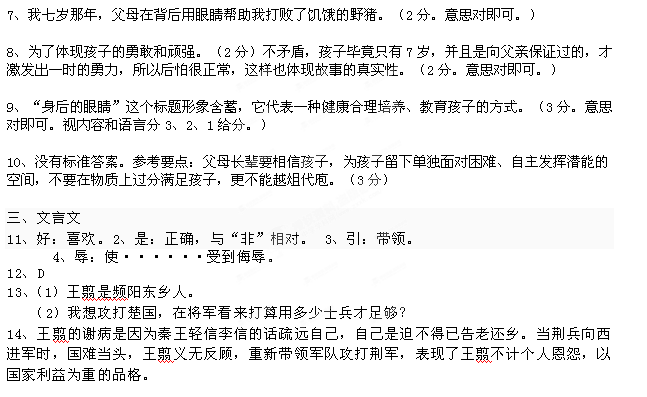 7、我七岁那年，父母在背后用眼睛帮助我打败了饥饿的野猪。（2分。意思对即可。）
8、为了体现孩子的勇敢和顽强。（2分）不矛盾，孩子毕竟只有7岁，并且是向父亲保证过的，才
激发出一时的勇力，所以后怕很正常，这样也体现故事的真实性。（2分。意思对即可。）
9、“身后的眼睛”这个标题形象含蓄，它代表一种健康合理培养、教育孩子的方式。（3分。意思
对即可。视内容和语言分3、2、1给分。）
10、没有标准答案。参考要点：父母长辈要相信孩子，为孩子留下单独面对困难、自主发挥潜能的
空间，不要在物质上过分满足孩子，更不能越俎代庖。（3分）
三、文言文
11、好：喜欢。2、是：正确，与“非”相对。 3、引：带领。
4、辱：使······受到侮辱。
12、D
13、（1）王翦是频阳东乡人。
（2）我想攻打楚国，在将军看来打算用多少士兵才足够？
14、王翦的谢病是因为秦王轻信李信的话疏远自己，自己是迫不得已告老还乡。当荆兵向西
进军时，国难当头，王翦义无反顾，重新带领军队攻打荆军，表现了王翦不计个人恩怨，以
国家利益为重的品格。